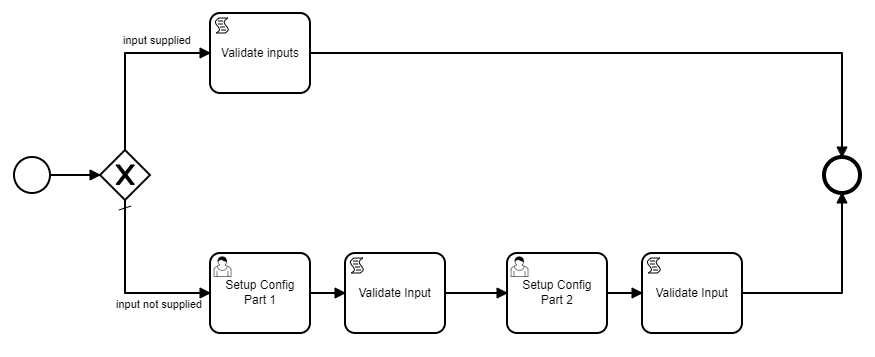 input supplied
Validate inputs
X
input not supplied
Setup Config
Part 1
Validate Input
Setup Config
Part 2
Validate Input